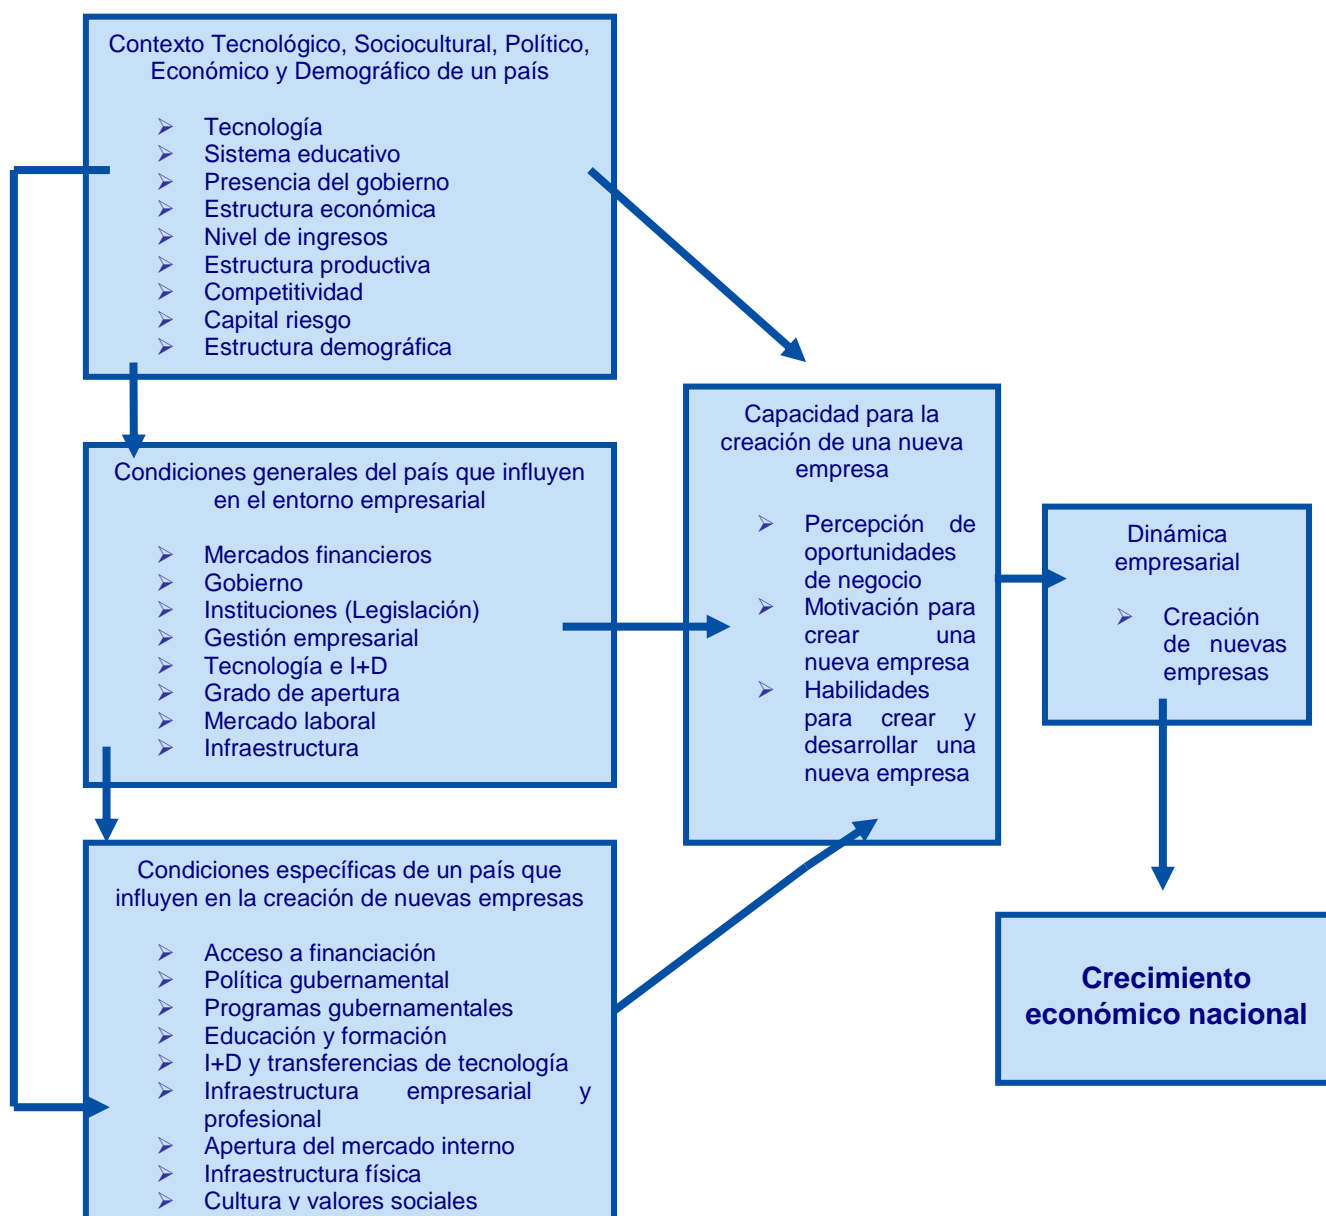 Contexto Tecnológico, Sociocultural, Político,
Económico y Demográfico de un país
Tecnología
Sistema educativo
Presencia del gobierno
Estructura económica
Nivel de ingresos
Estructura productiva
Competitividad
Capital riesgo
Estructura demográfica
Condiciones generales del país que influyen
en el entorno empresarial
Mercados financieros
Gobierno
Instituciones (Legislación)
Gestión empresarial
Tecnología e I+D
Grado de apertura
Mercado laboral
Infraestructura
Condiciones específicas de un país que
influyen en la creación de nuevas empresas
Acceso a financiación
Política gubernamental
Programas gubernamentales
Educación y formación
I+D y transferencias de tecnología
Infraestructura empresarial y
profesional
Apertura del mercado interno
Infraestructura física
Cultura y valores sociales
Capacidad para la
creación de una nueva
empresa
Percepción de
oportunidades
de negocio
Motivación para
crear una
nueva empresa
Habilidades
para crear y
desarrollar una
nueva empresa
Dinámica
empresarial
Creación
de nuevas
empresas
Crecimiento
económico nacional